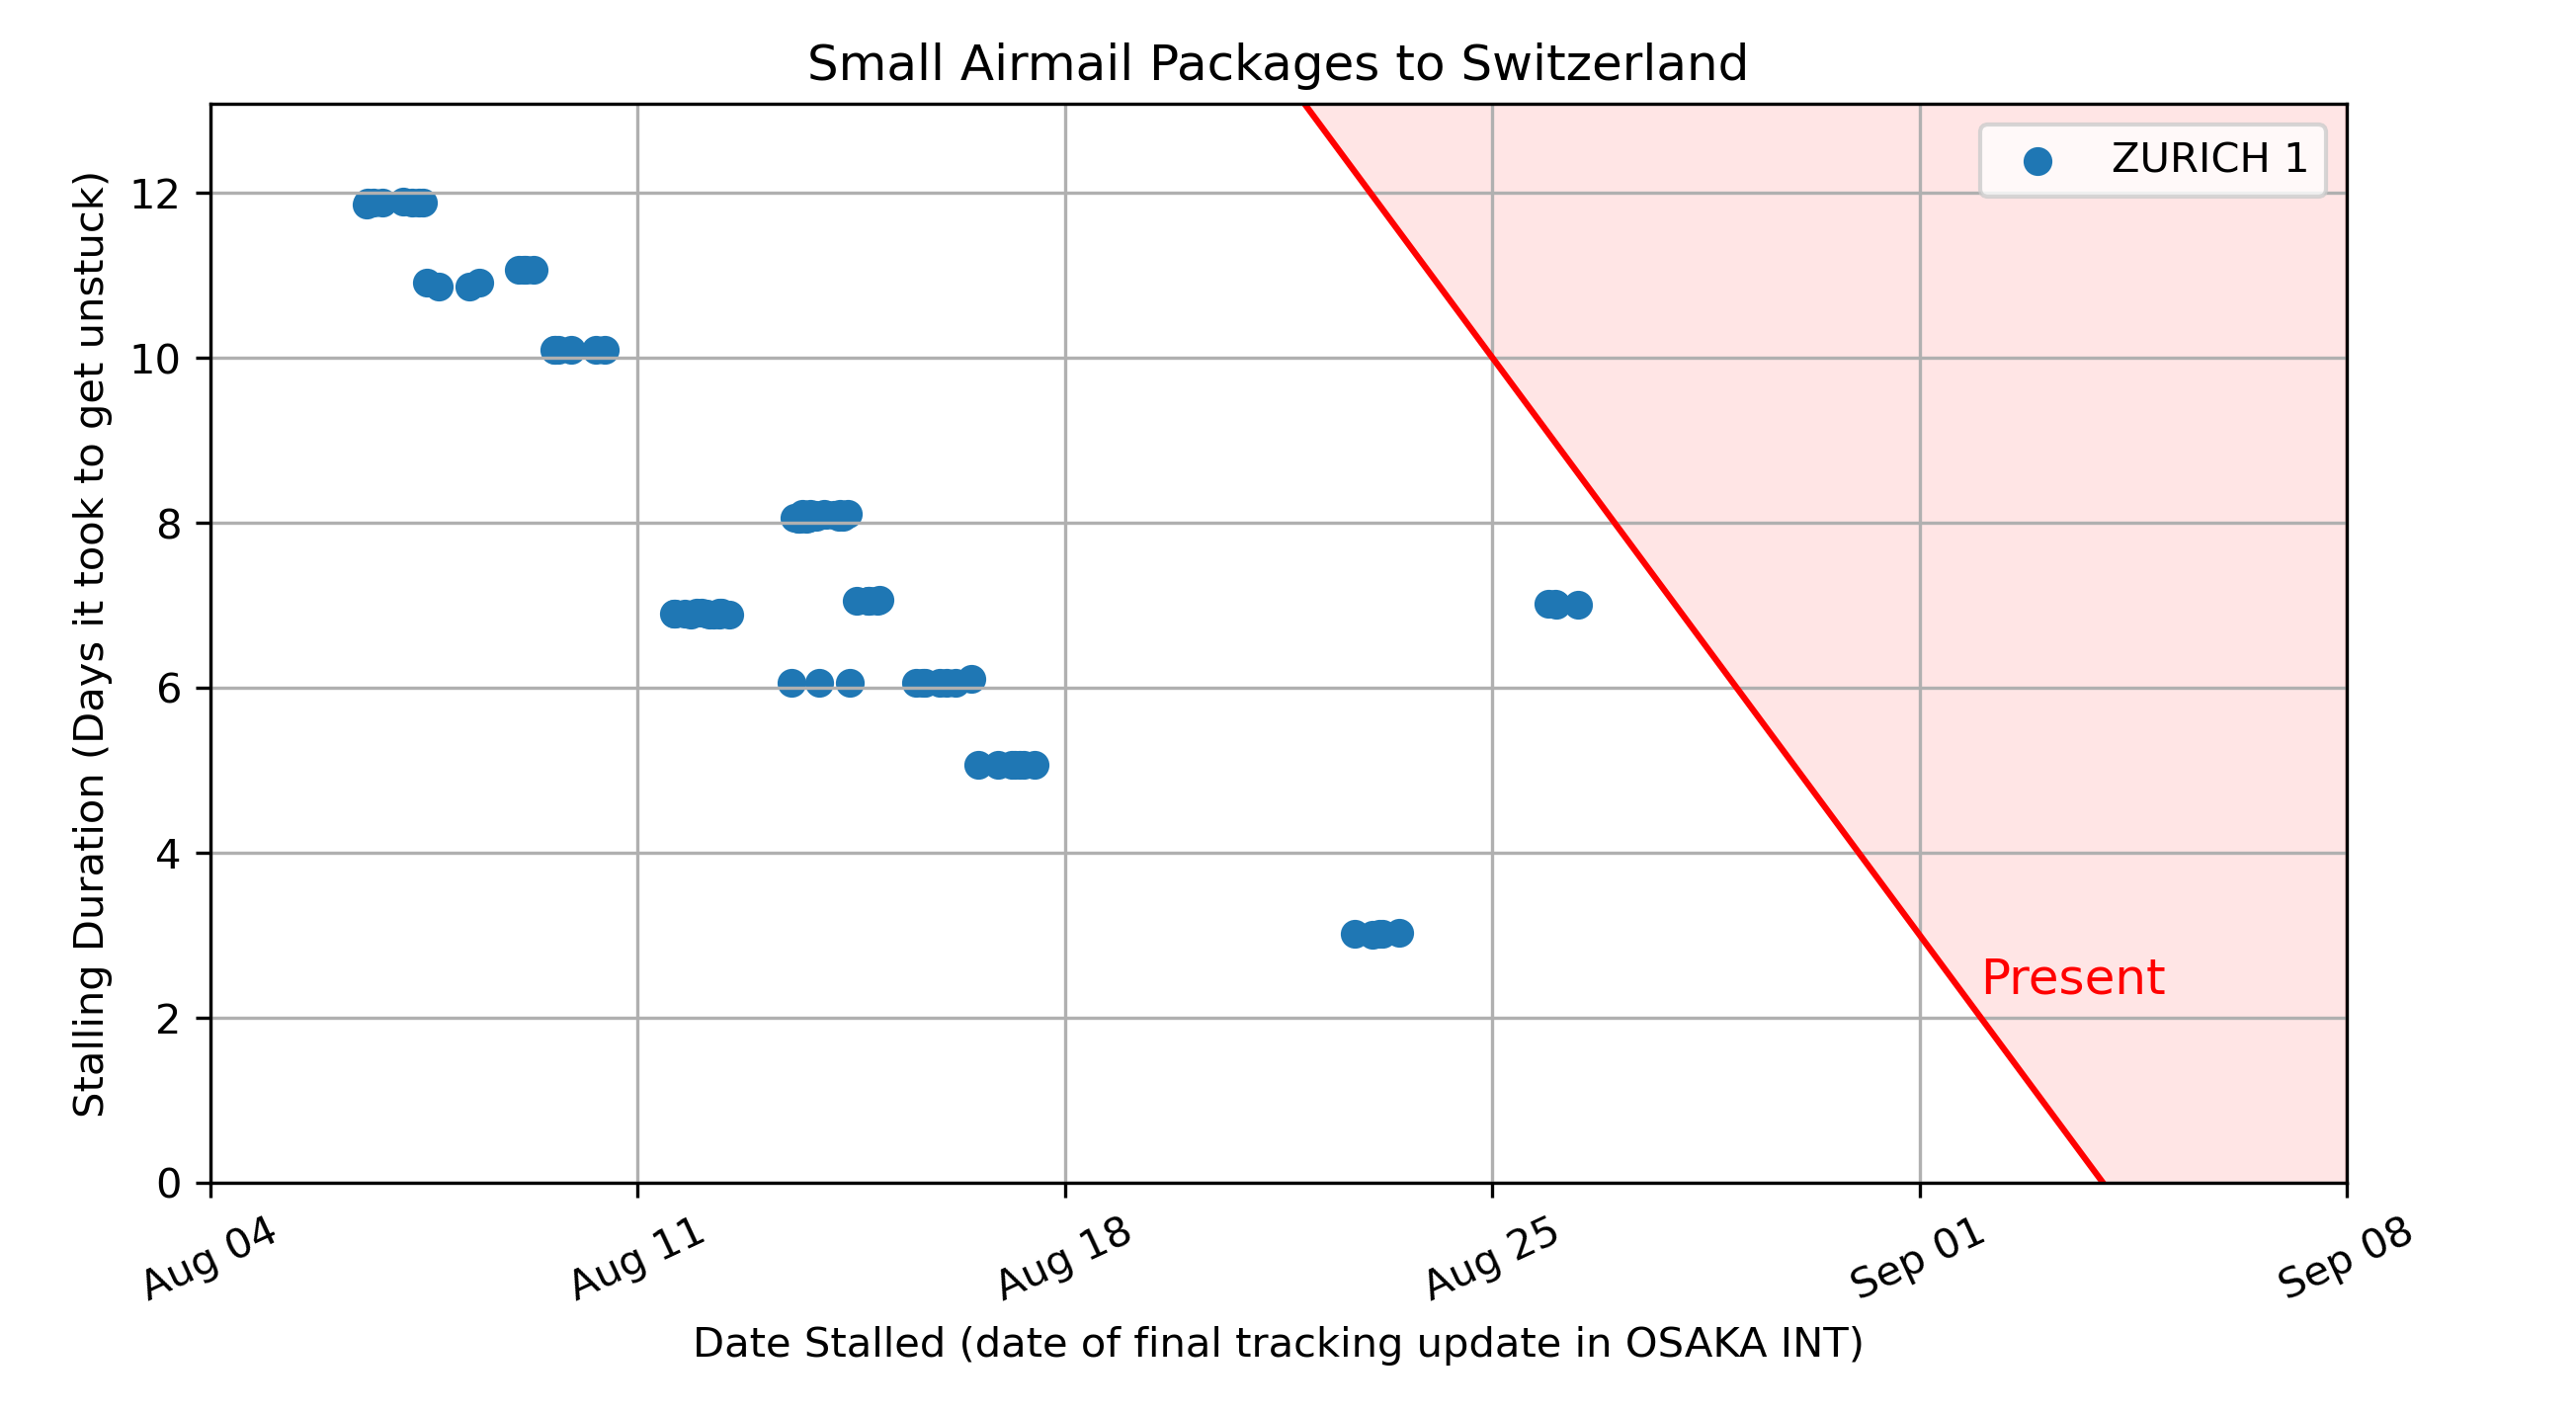 Small Airmail Packages to Switzerland
ZURICH 1
Stalling Duration (Days it took to get unstuck)
12
10
8
6
4
2
0
Present
Aug 04
Aug 11
Aug 18
Aug 25
Sep 01
Sep 08
Date Stalled (date of final tracking update in OSAKA INT)